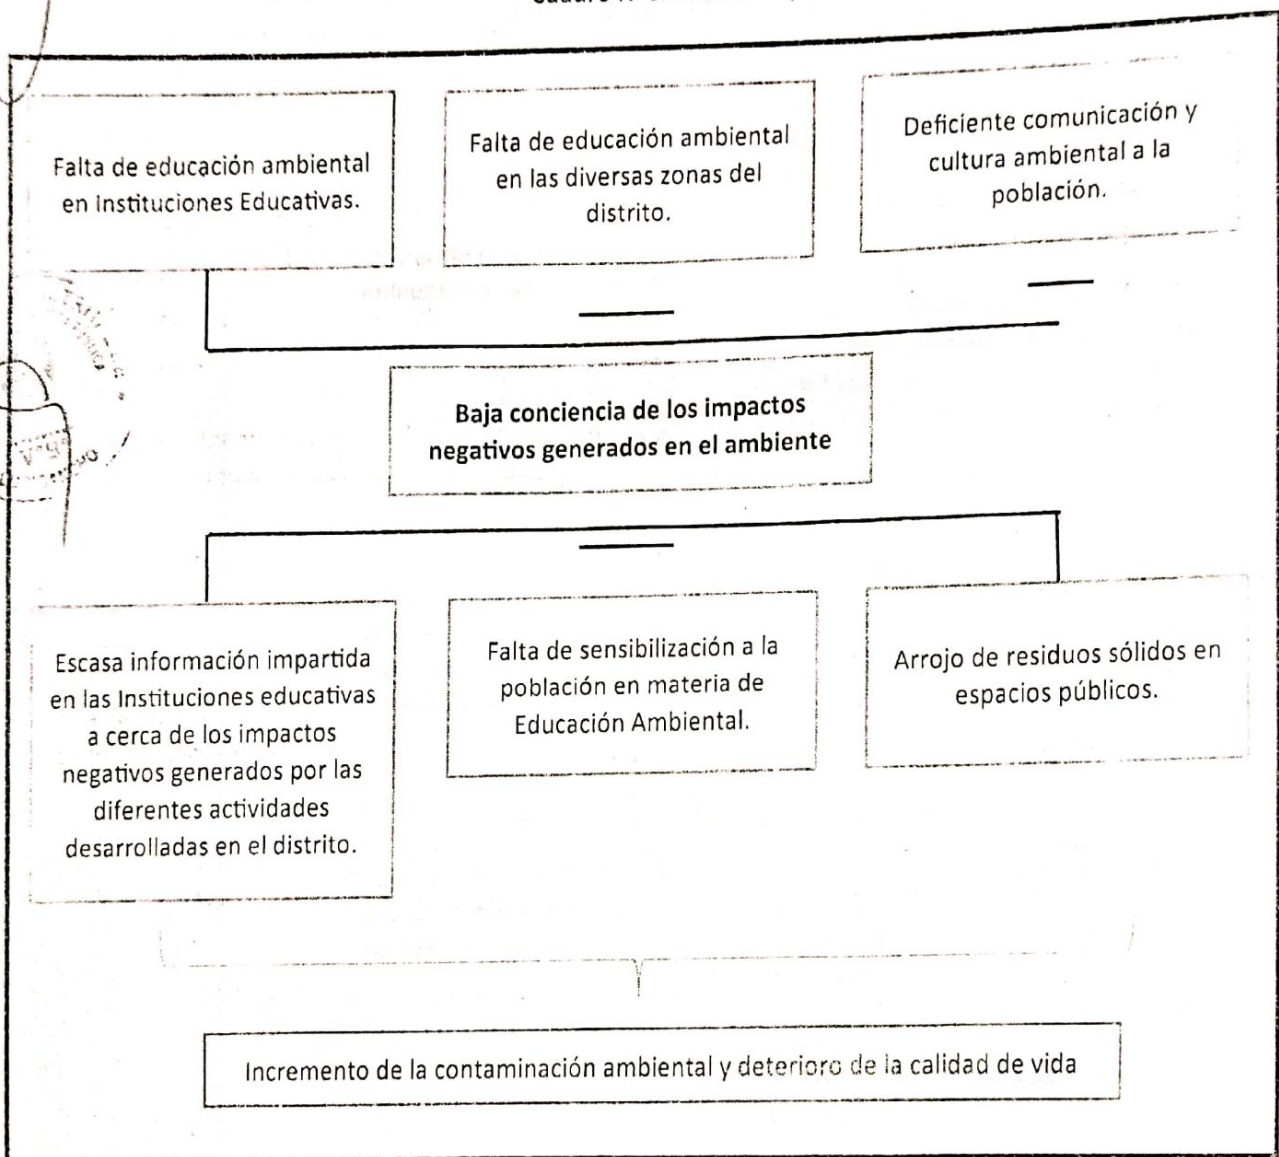 Falta de educación ambiental
en Instituciones Educativas.
Falta de educación ambiental
en las diversas zonas del
distrito.
Deficiente comunicación y
cultura ambiental a la
población.
Baja conciencia de los impactos
negativos generados en el ambiente
Escasa información impartida
en las Instituciones educativas
a cerca de los impactos
negativos generados por las
diferentes actividades
desarrolladas en el distrito.
Falta de sensibilización a la
población en materia de
Educación Ambiental.
Arrojo de residuos sólidos en
espacios públicos.
Incremento de la contaminación ambiental y deterioro de la calidad de vida